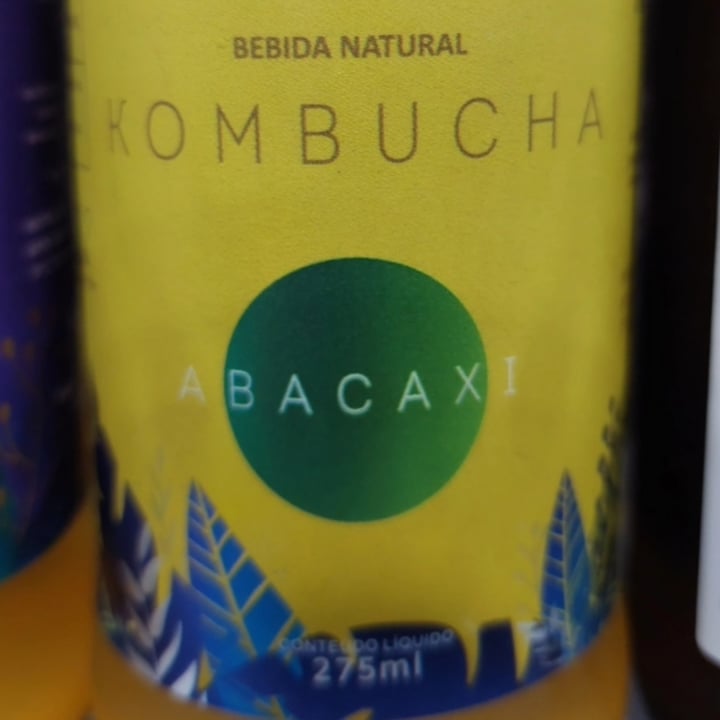 BEBIDA NATURAL
KOMBUCHA
ABACAXI
CONTEÚDO LÍQUIDO
275ml